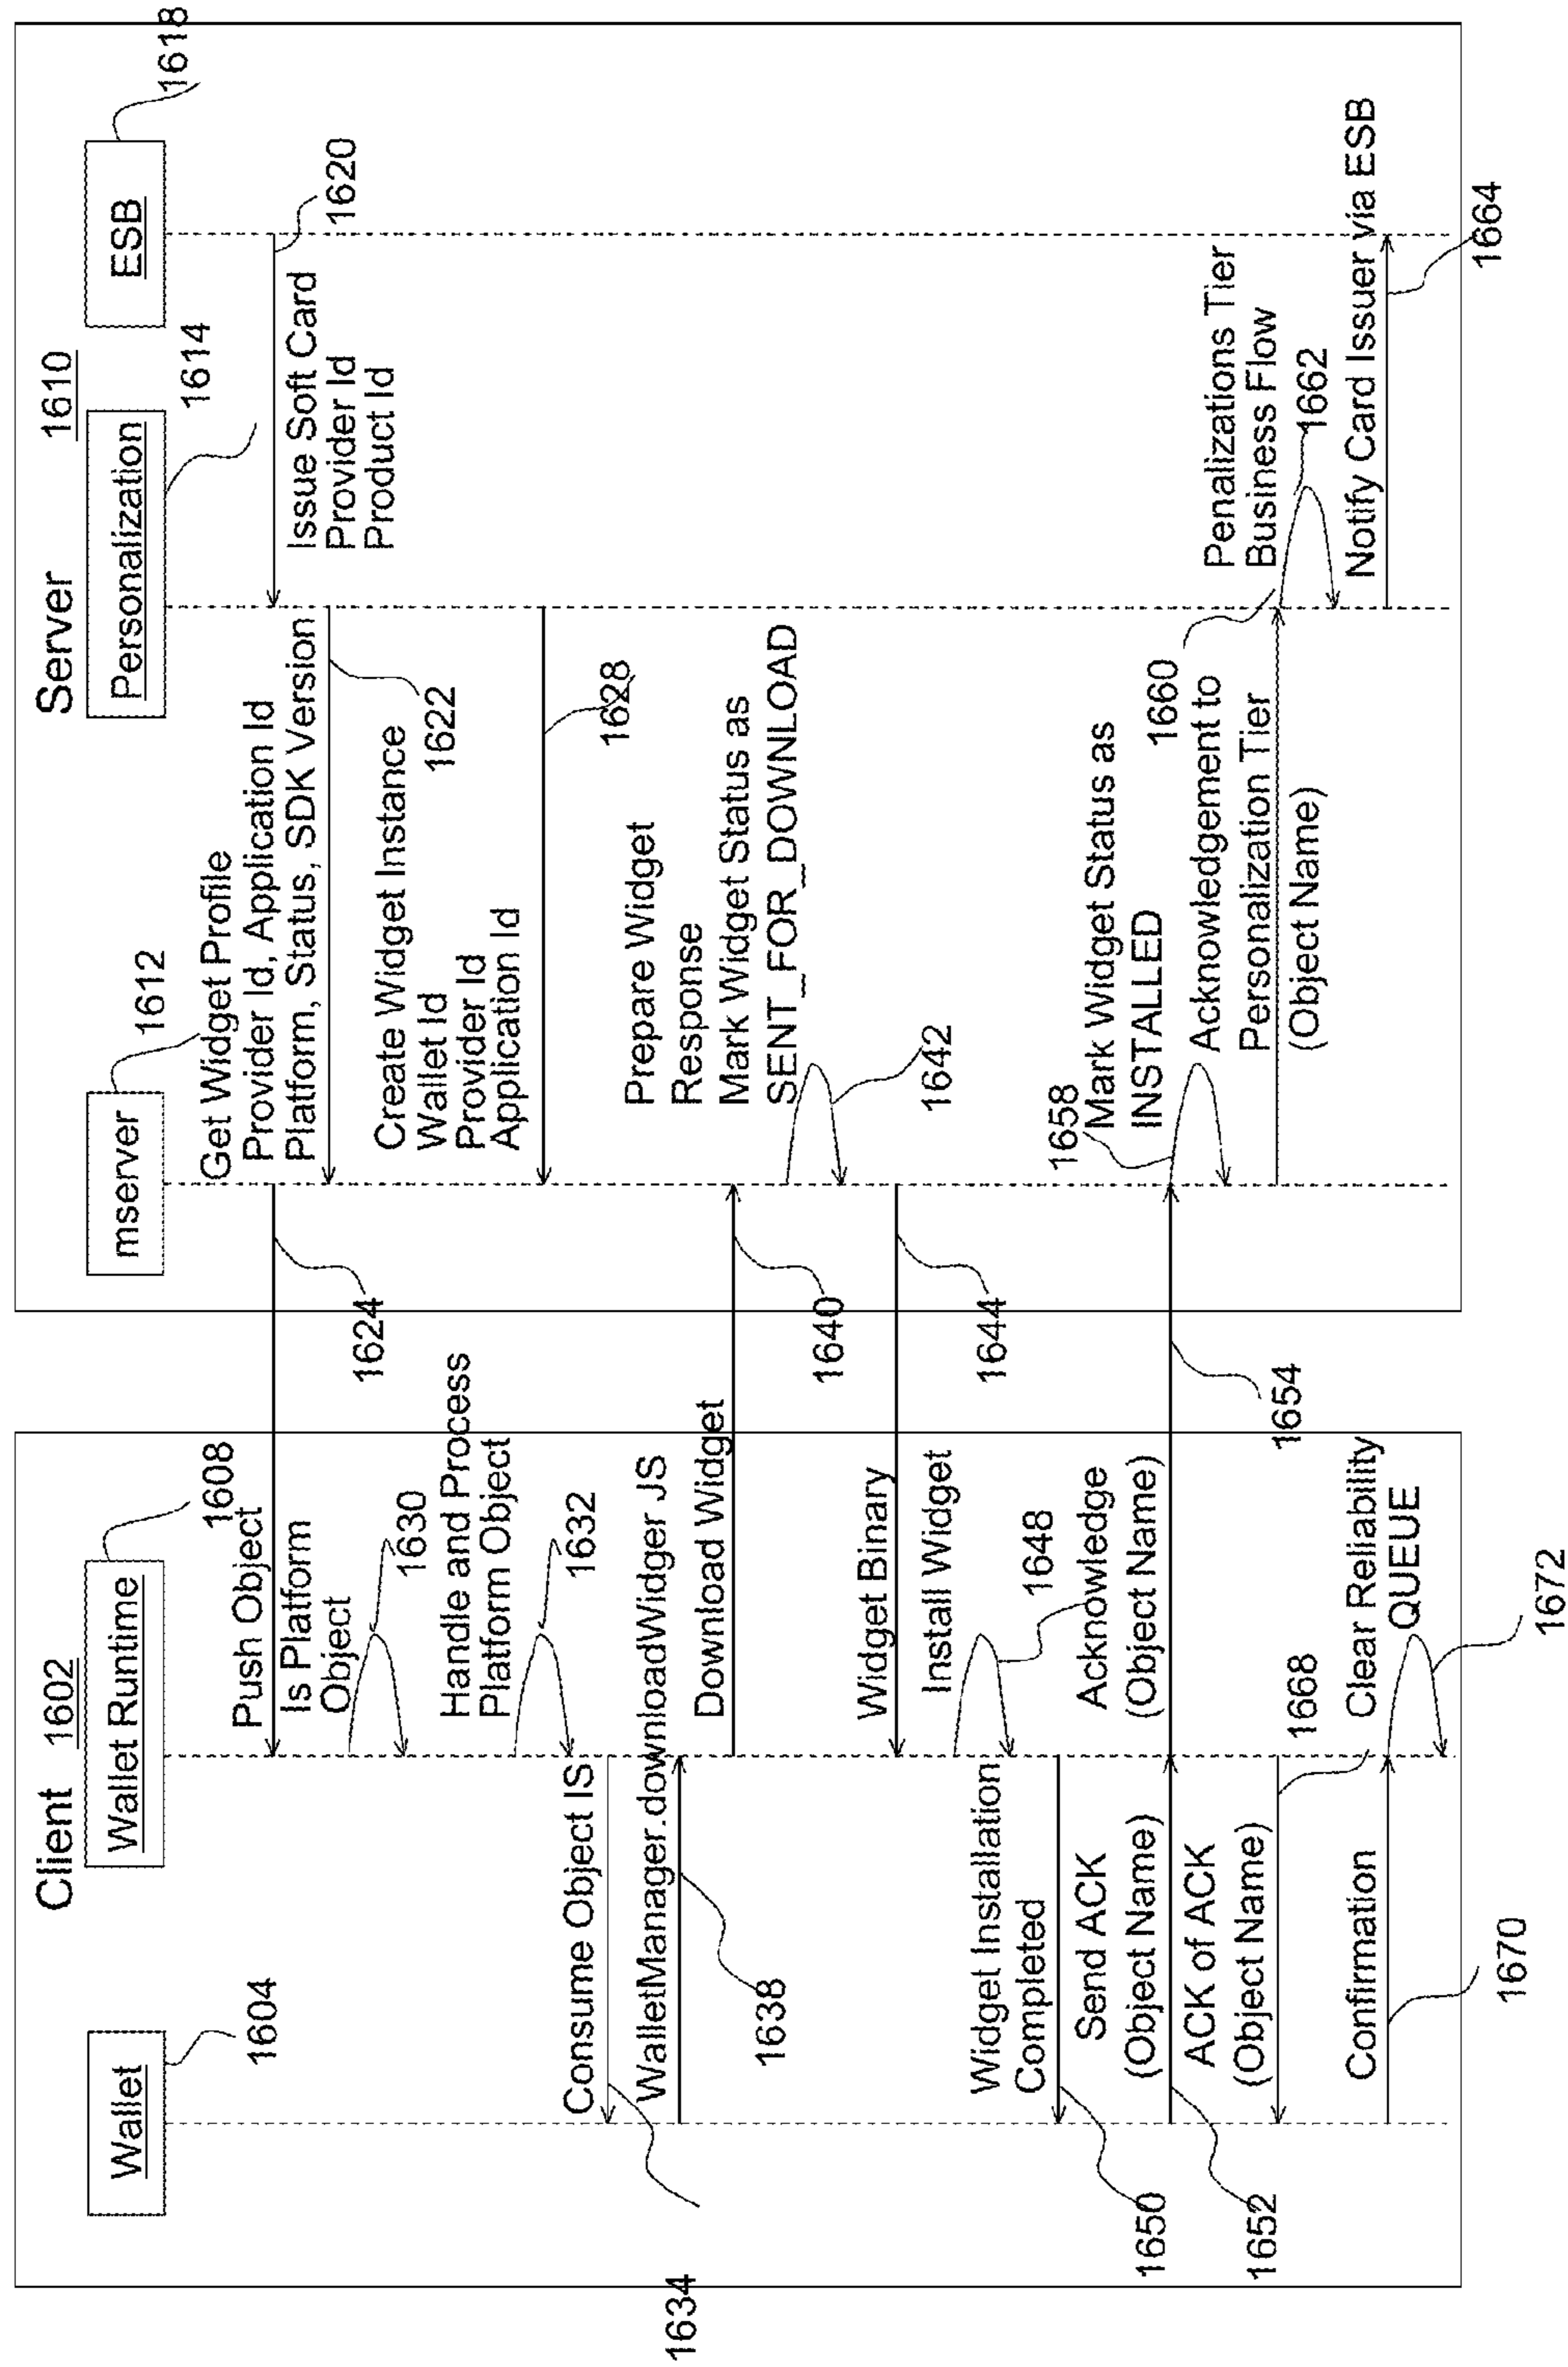 Client 1602
Wallet
1604
Wallet Runtime
1608
Server 1610
mserver
1612
Personalization
1614
ESB
1618
1620
Issue Soft Card
Provider Id
Product Id
Get Widget Profile
Provider Id, Application Id
Platform, Status, SDK Version
1622
Push Object
1624
Is Platform
Object
1630
Create Widget Instance
Wallet Id
Provider Id
Application Id
1628
Handle and Process
Platform Object
1632
Consume Object IS
1634
WalletManager.downloadWidger JS
1638
Download Widget
1640
Prepare Widget
Response
Mark Widget Status as
SENT_FOR_DOWNLOAD
1642
Widget Binary
1644
Install Widget
1648
Widget Installation
Completed
1650
Send ACK
(Object Name)
1652
Acknowledge
(Object Name)
1654
1658
Mark Widget Status as
INSTALLED
1660
Acknowledgement to
Personalization Tier
(Object Name)
Penalizations Tier
Business Flow
1662
Notify Card Issuer via ESB
1664
ACK of ACK
(Object Name)
1668
Confirmation
1670
Clear Reliability
QUEUE
1672